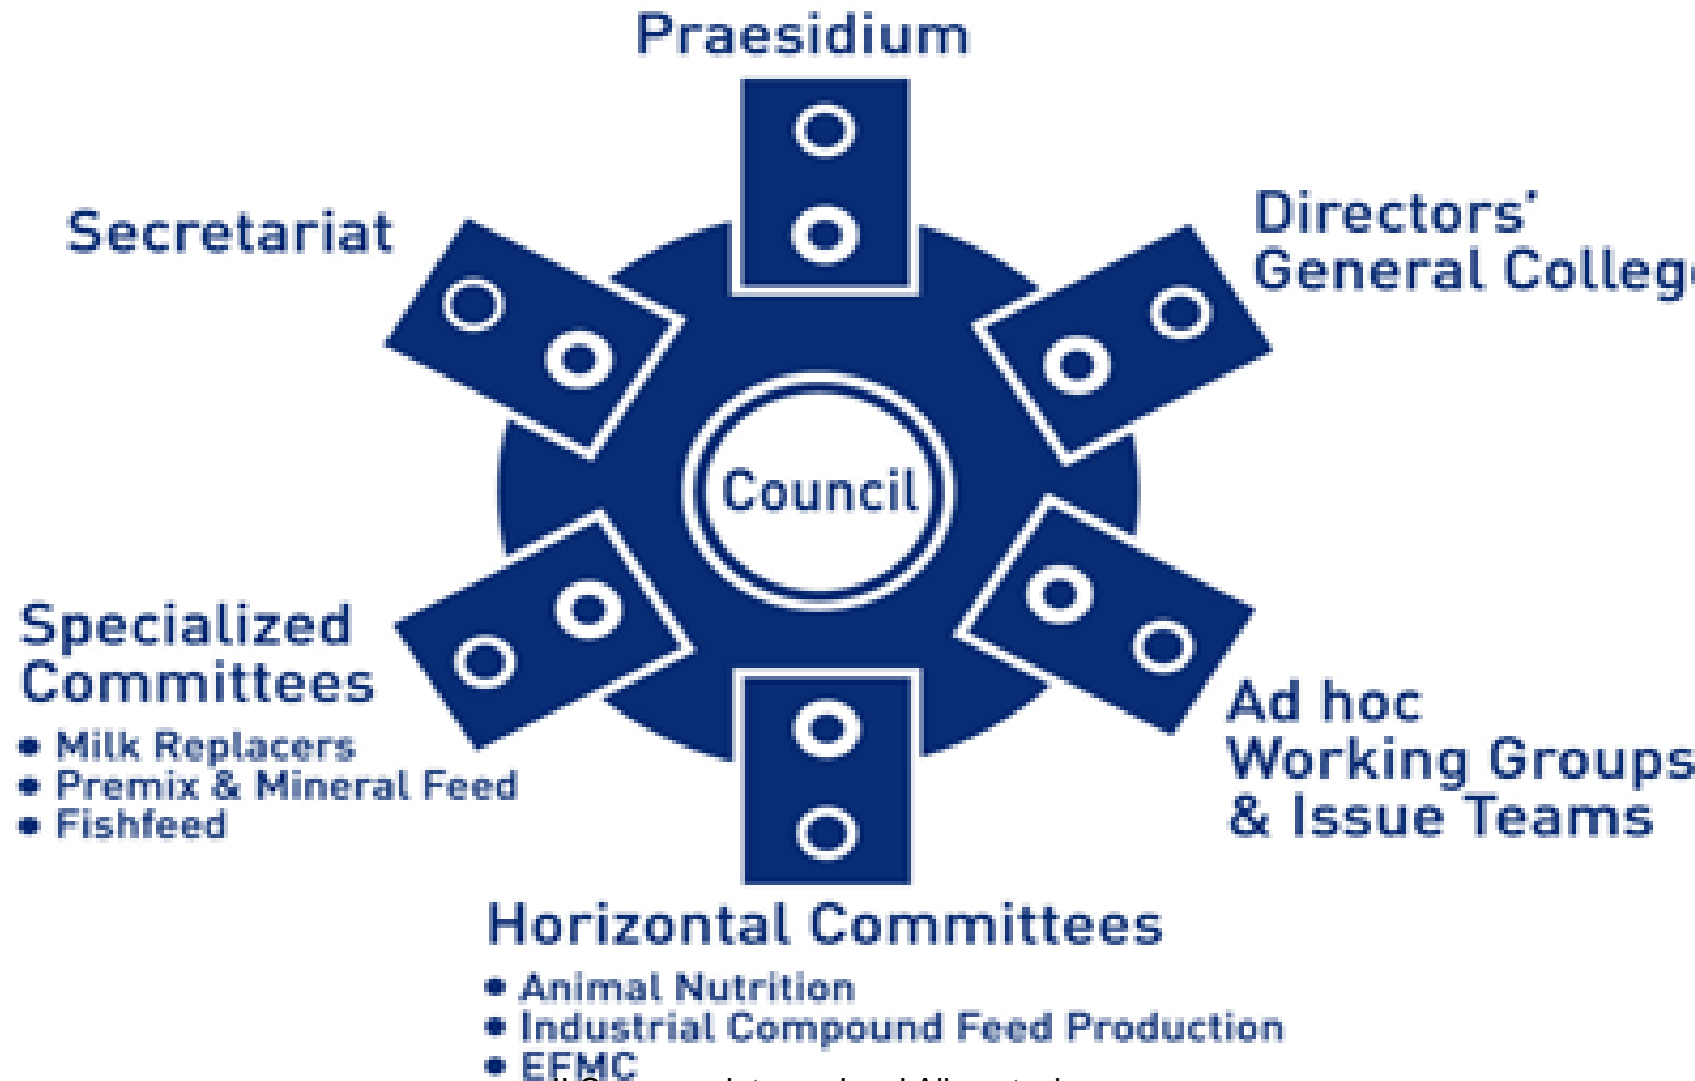 Praesidium
Secretariat
Directors’
General Colleg
Council
Specialized
Committees
• Milk Replacers
• Premix & Mineral Feed
• Fishfeed
Ad hoc
Working Groups
& Issue Teams
Horizontal Committees
• Animal Nutrition
• Industrial Compound Feed Production
• EFMC